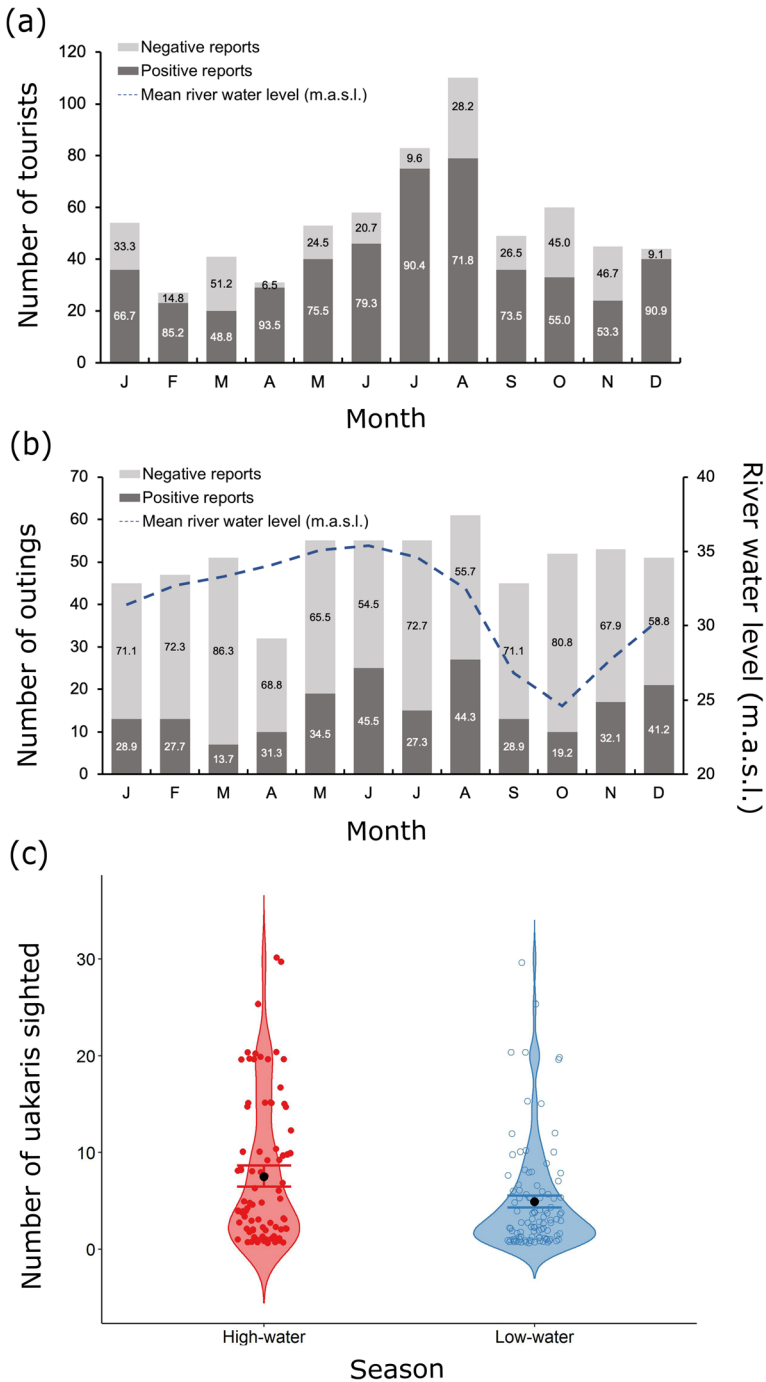 (a)
Negative reports
Positive reports
Mean river water level (m.a.s.l.)
Number of tourists
120
100
80
60
40
20
0
33.3 14.8 51.2 6.5 24.5 20.7 9.6 28.2 26.5 45.0 46.7 9.1
66.7 85.2 48.8 93.5 75.5 79.3 90.4 71.8 73.5 55.0 53.3 90.9
J F M A M J J A S O N D
Month
(b)
Negative reports
Positive reports
Mean river water level (m.a.s.l.)
Number of outings
70
60
50
40
30
20
10
0
71.1 72.3 86.3 68.8 65.5 54.5 72.7 55.7 71.1 80.8 67.9 58.8
28.9 27.7 13.7 31.3 34.5 45.5 27.3 44.3 28.9 19.2 32.1 41.2
40
35
30
25
20
River water level (m.a.s.l.)
J F M A M J J A S O N D
Month
(c)
Number of uakaris sighted
30
20
10
0
High-water Low-water
Season